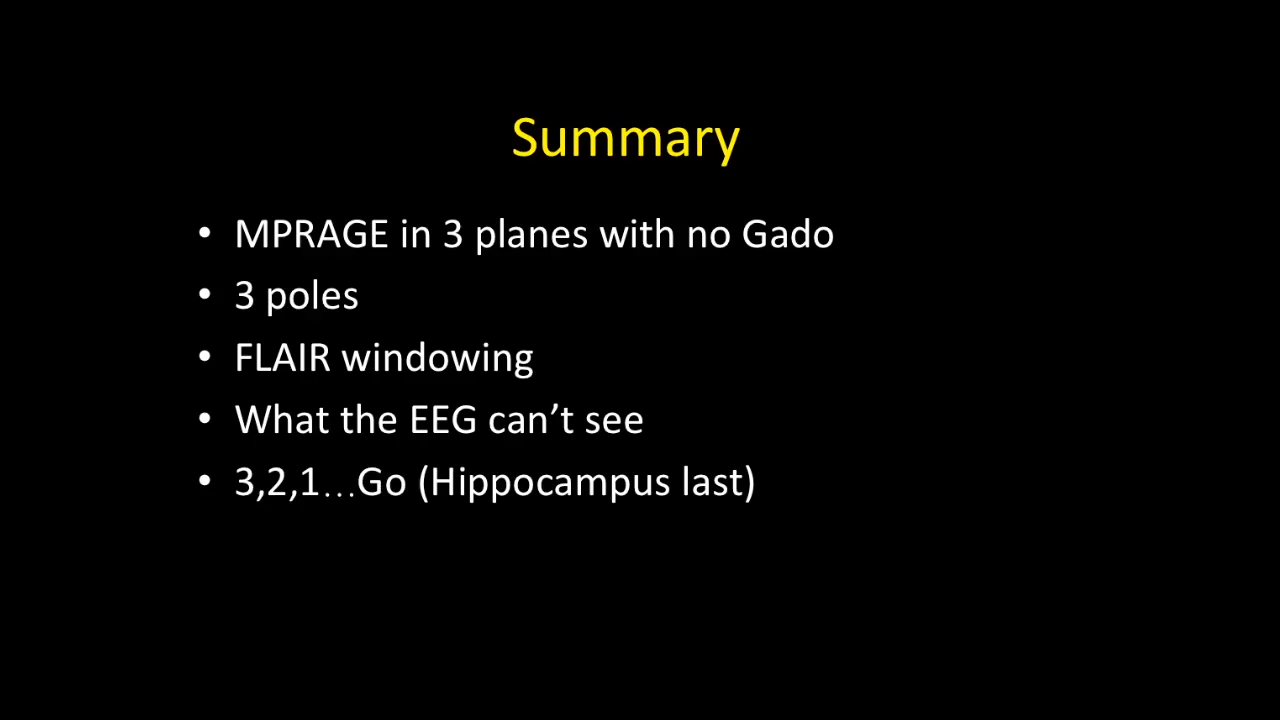 Summary
• MPRAGE in 3 planes with no Gado
• 3 poles
• FLAIR windowing
• What the EEG can’t see
• 3,2,1…Go (Hippocampus last)